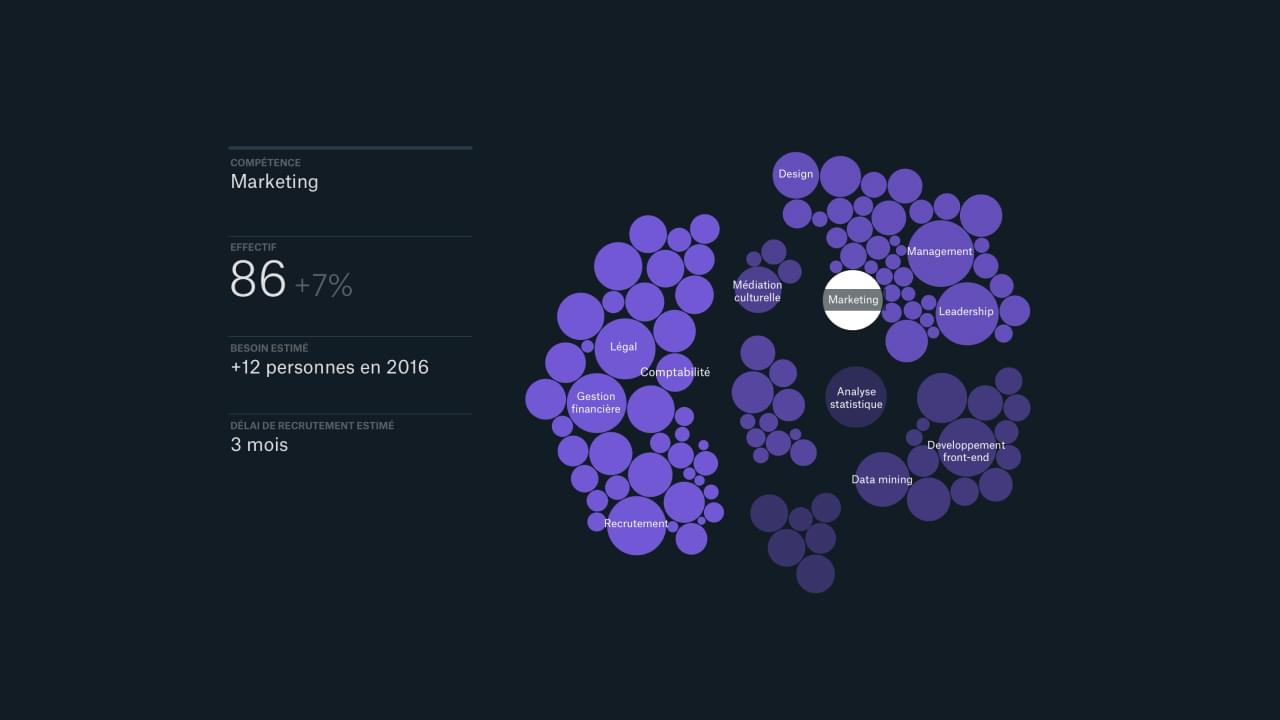 COMPÉTENCE
Marketing
EFFECTIF
86 +7%
BESOIN ESTIMÉ
+12 personnes en 2016
DÉLAI DE RECRUTEMENT ESTIMÉ
3 mois
Design
Management
Médiation
culturelle
Marketing
Leadership
Légal
Comptabilité
Gestion
financière
Analyse
statistique
Developpement
front-end
Data mining
Recrutement